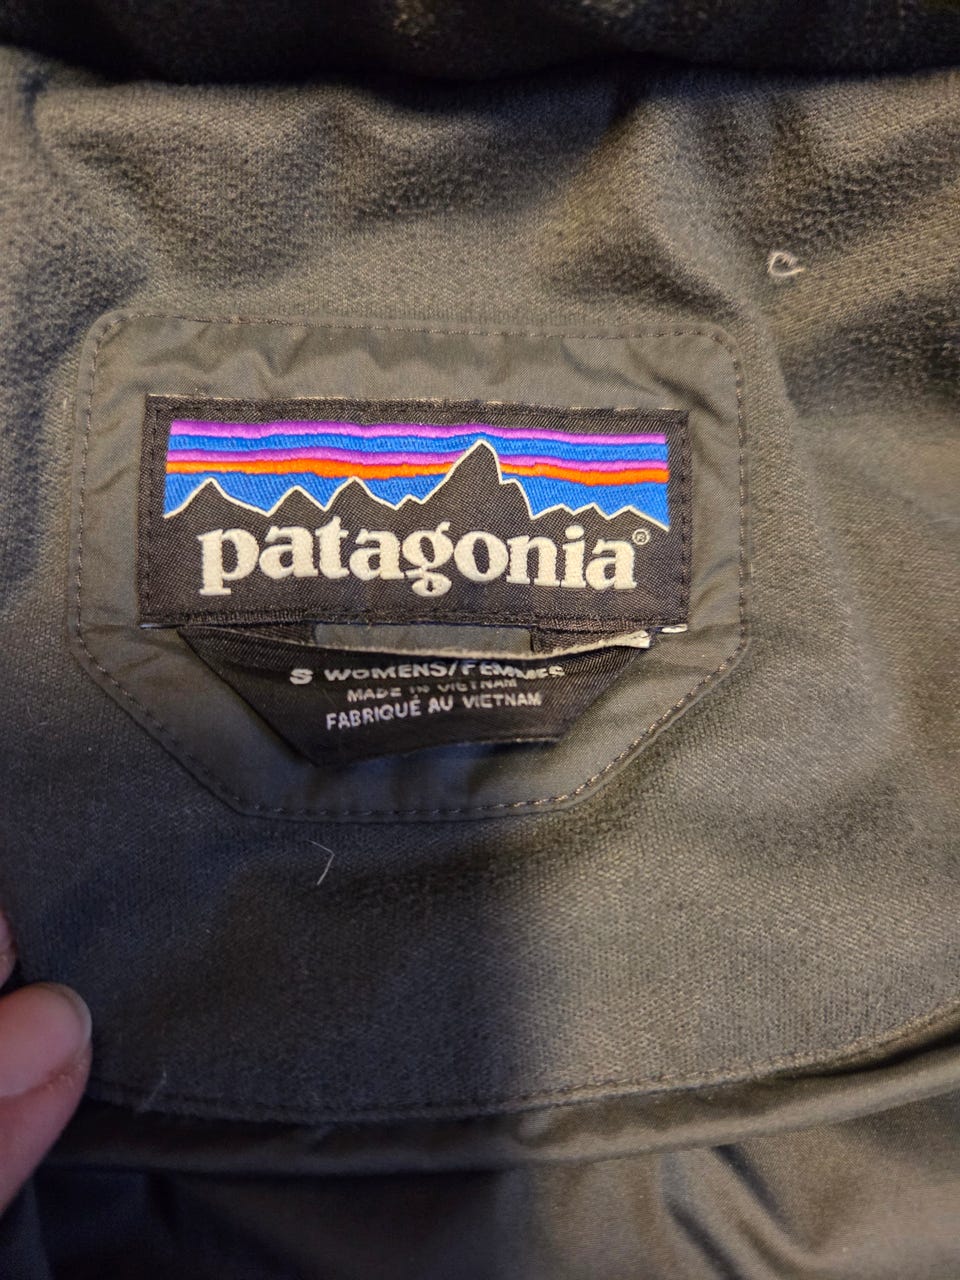 patagonia®
S WOMENS/FEMMES
MADE IN VIETNAM
FABRIQUÉ AU VIETNAM